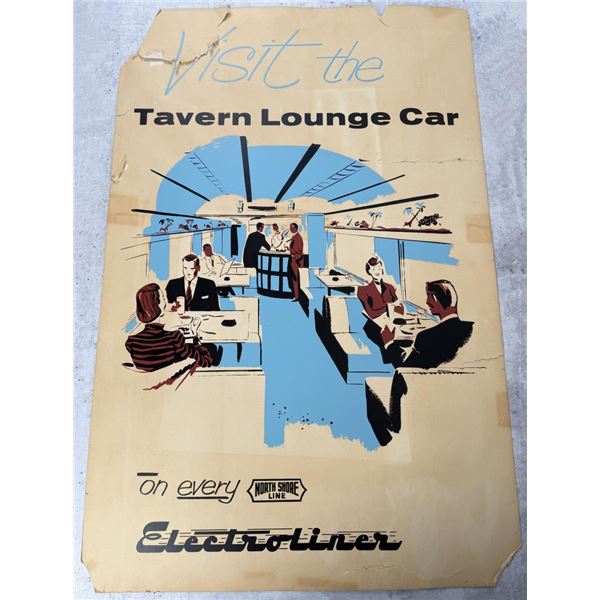 Visit the
Tavern Lounge Car
on every NORTH SHORE
LINE
Electroliner